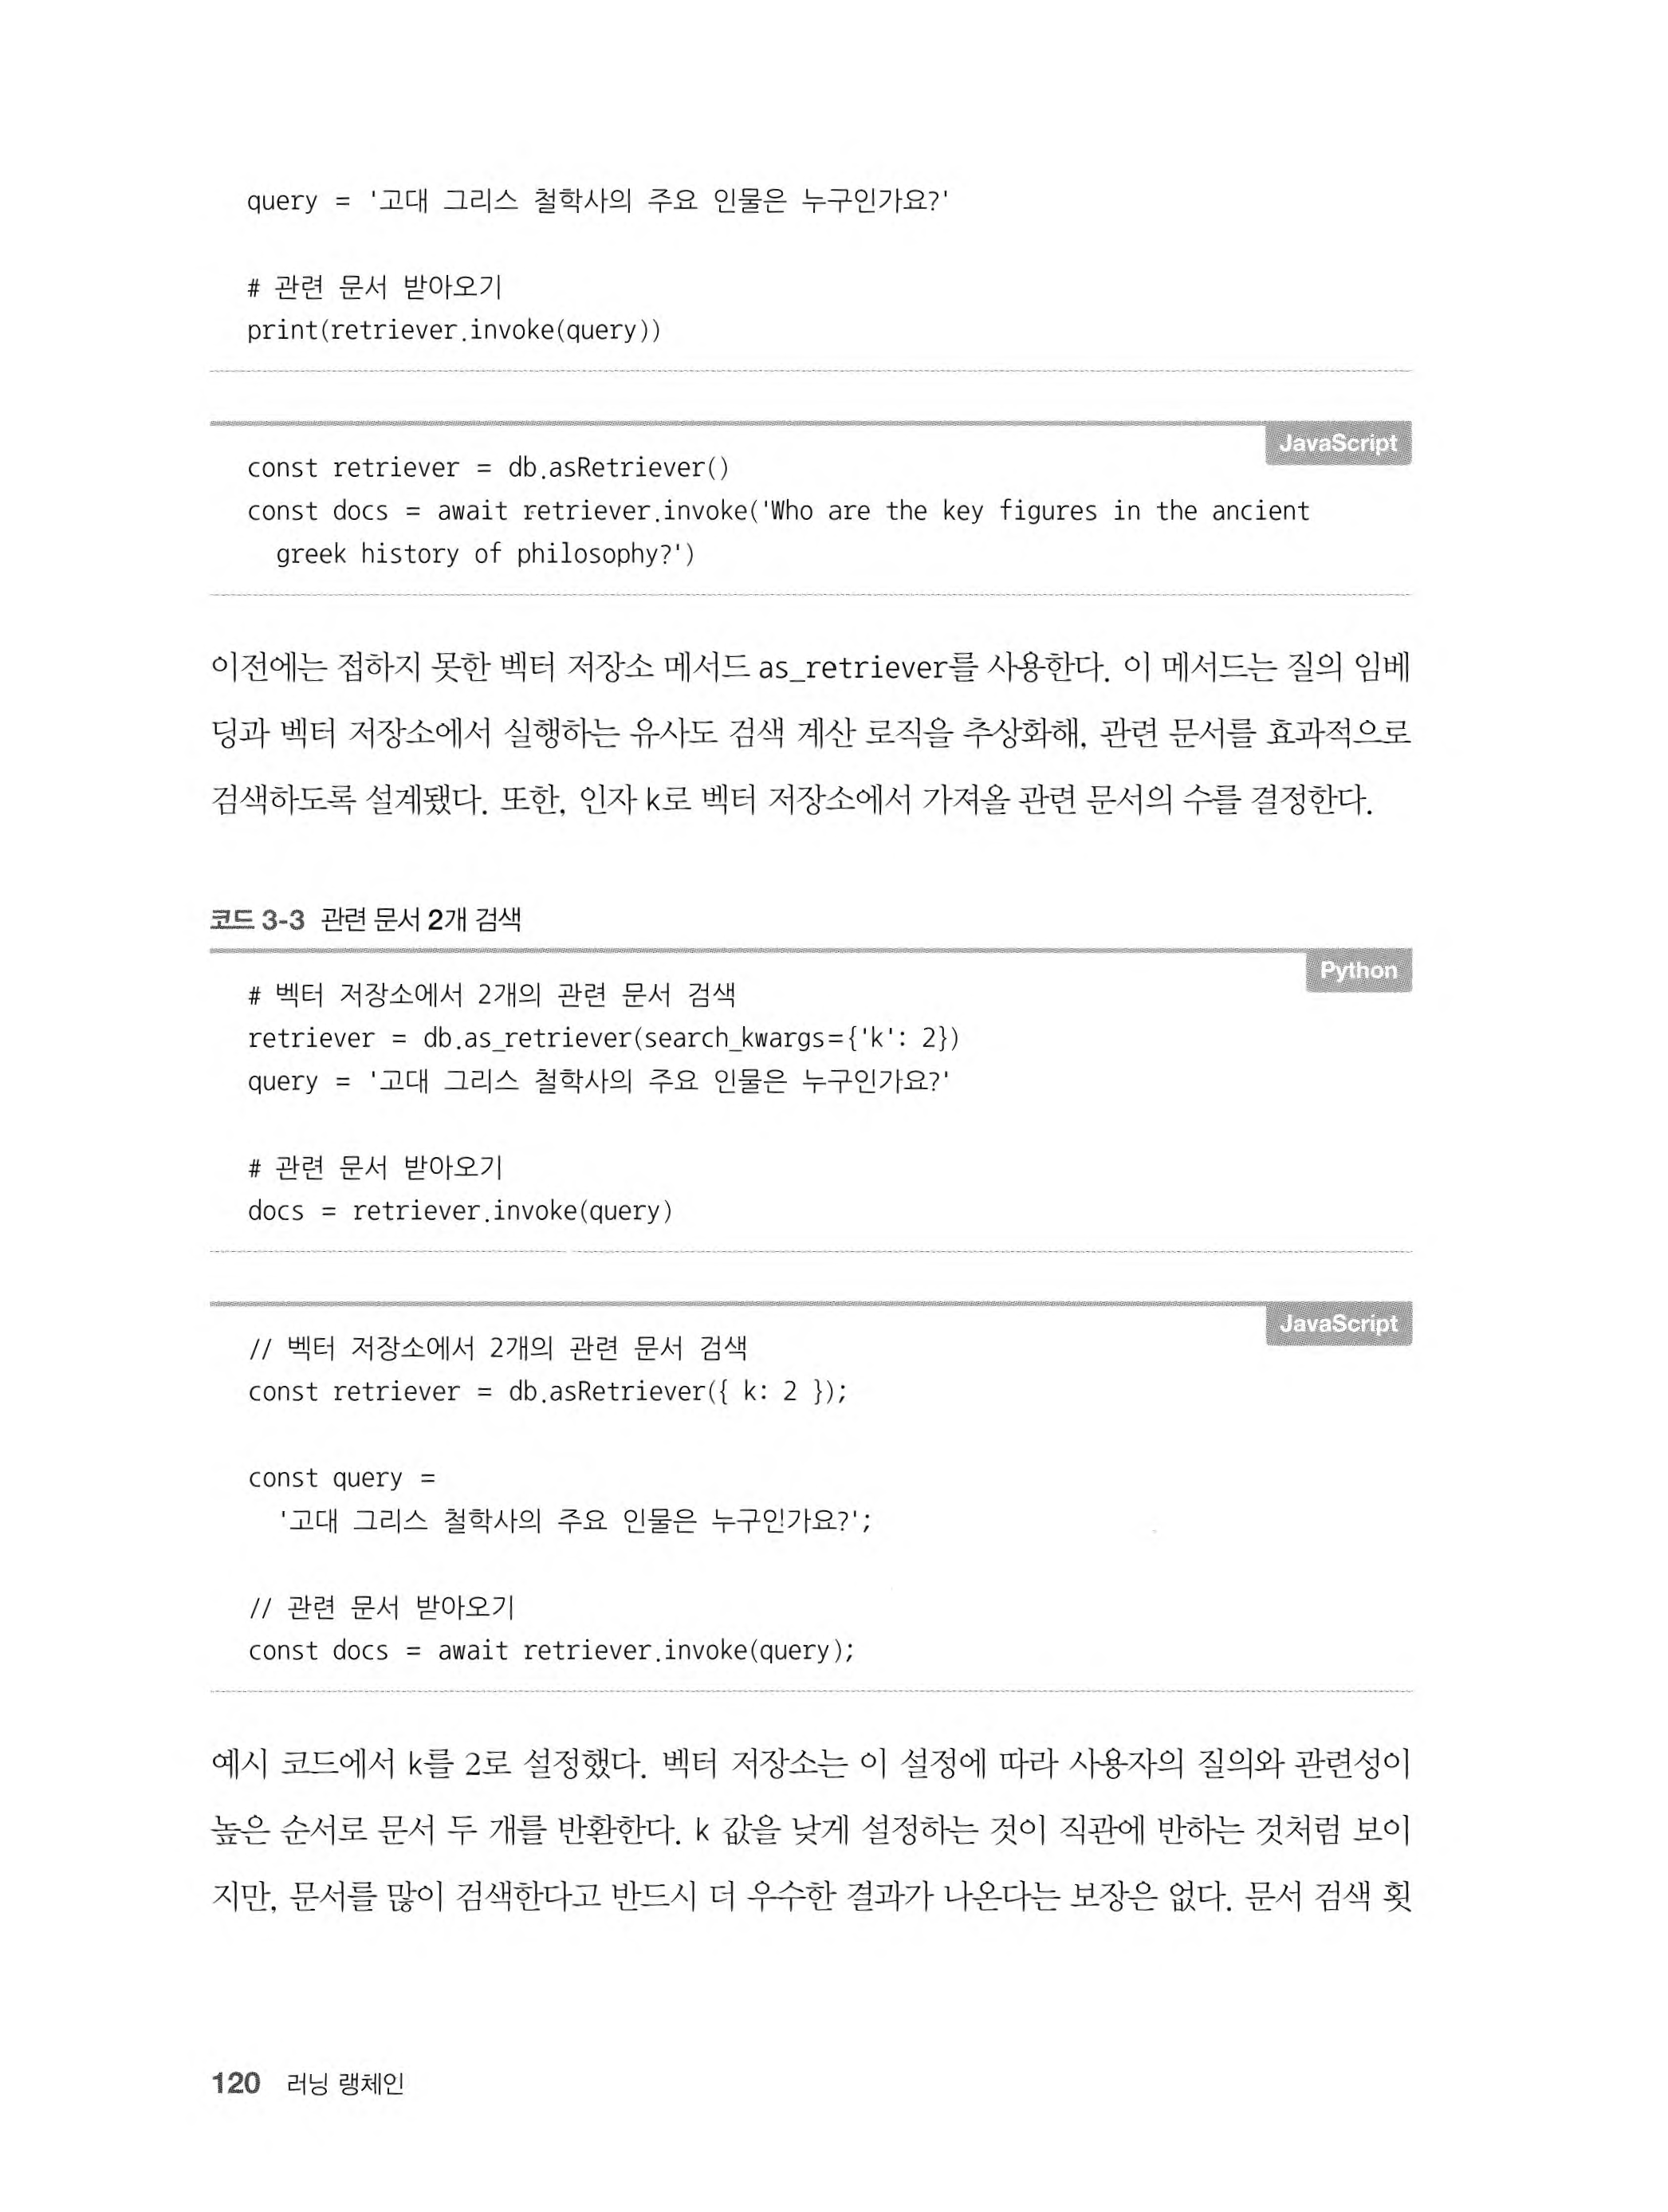 query = '고대 그리스 철학사의 주요 인물은 누구인가요?'
# 관련 문서 받아오기
print(retriever.invoke(query))
JavaScript
const retriever = db.asRetriever()
const docs = await retriever.invoke('Who are the key figures in the ancient
greek history of philosophy?')
이전에는 접하지 못한 벡터 저장소 메서드 as_retriever를 사용한다. 이 메서드는 질의 임베
딩과 벡터 저장소에서 실행하는 유사도 검색 계산 로직을 추상화해, 관련 문서를 효과적으로
검색하도록 설계됐다. 또한, 인자 k로 벡터 저장소에서 가져올 관련 문서의 수를 결정한다.
코드 3-3 관련 문서 2개 검색
Python
# 벡터 저장소에서 2개의 관련 문서 검색
retriever = db.as_retriever(search_kwargs={'k': 2})
query = '고대 그리스 철학사의 주요 인물은 누구인가요?'
# 관련 문서 받아오기
docs = retriever.invoke(query)
JavaScript
// 벡터 저장소에서 2개의 관련 문서 검색
const retriever = db.asRetriever({ k: 2 });
const query =
'고대 그리스 철학사의 주요 인물은 누구인가요?';
// 관련 문서 받아오기
const docs = await retriever.invoke(query);
예시 코드에서 k를 2로 설정했다. 벡터 저장소는 이 설정에 따라 사용자의 질의와 관련성이
높은 순서로 문서 두 개를 반환한다. k 값을 낮게 설정하는 것이 직관에 반하는 것처럼 보이
지만, 문서를 많이 검색한다고 반드시 더 우수한 결과가 나온다는 보장은 없다. 문서 검색 횟
120 러닝 랭체인